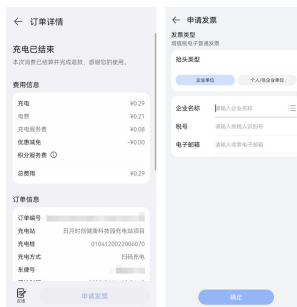 订单详情
充电已结束
本次消费已结算并完成退款，感谢您的使用。
费用信息
充电 ¥0.29
电费 ¥0.21
充电服务费 ¥0.08
优惠减免 -¥0.00
积分服务费
总费用 ¥0.29
订单信息
订单编号
充电站 日月时创健康科技园充电站项目
充电桩 0104120022006070
充电方式 扫码充电
车牌号
申请发票
申请发票
发票类型
增值税电子普通发票
抬头类型
企业单位 个人/非企业单位
企业名称 请输入企业名称
税号 请输入纳税人识别号
电子邮箱 请输入收票电子邮箱
确定